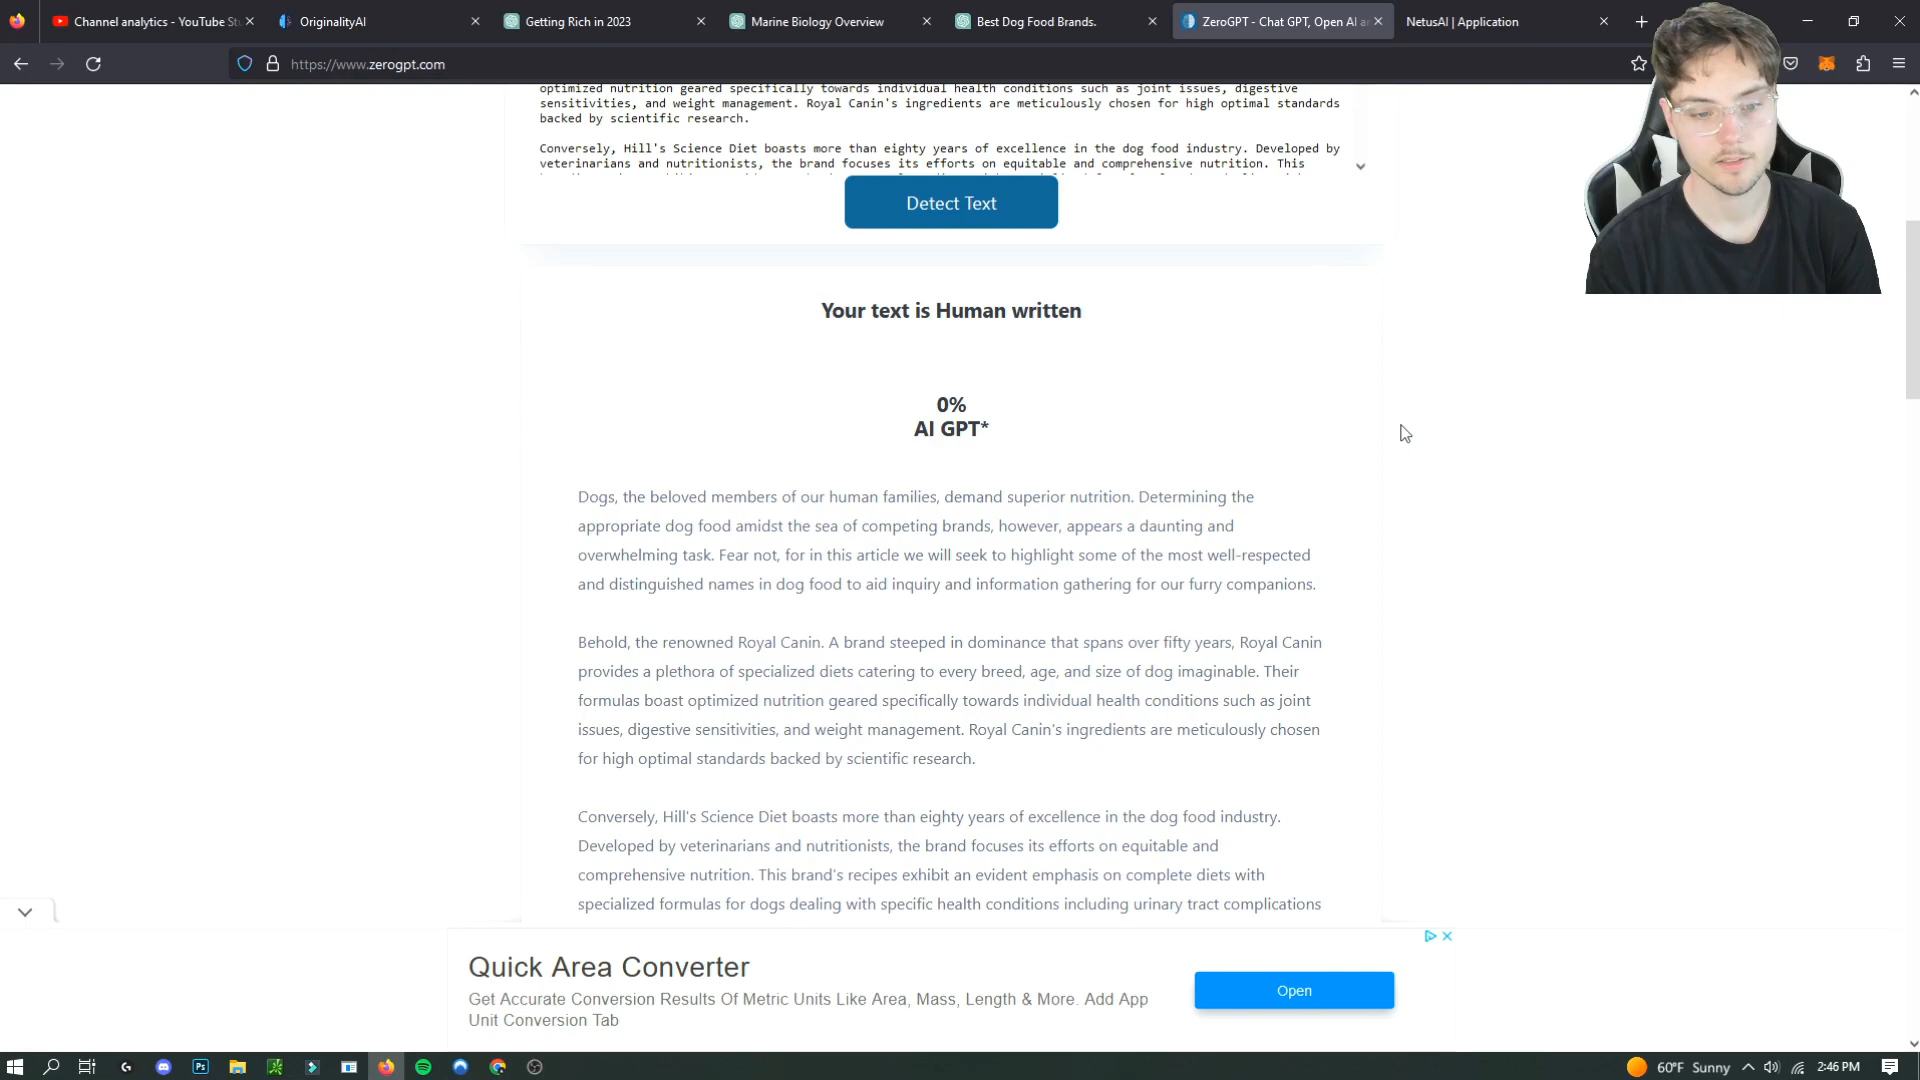 Channel analytics - YouTube St
OriginalityAI
Getting Rich in 2023
Marine Biology Overview
Best Dog Food Brands.
ZeroGPT - Chat GPT, Open AI a
NetusAI | Application
https://www.zerogpt.com
optimized nutrition geared specifically towards individual health conditions such as joint issues, digestive
sensitivities, and weight management. Royal Canin's ingredients are meticulously chosen for high optimal standards
backed by scientific research.
Conversely, Hill's Science Diet boasts more than eighty years of excellence in the dog food industry. Developed by
veterinarians and nutritionists, the brand focuses its efforts on equitable and comprehensive nutrition. This
Detect Text
Your text is Human written
0%
AI GPT*
Dogs, the beloved members of our human families, demand superior nutrition. Determining the
appropriate dog food amidst the sea of competing brands, however, appears a daunting and
overwhelming task. Fear not, for in this article we will seek to highlight some of the most well-respected
and distinguished names in dog food to aid inquiry and information gathering for our furry companions.
Behold, the renowned Royal Canin. A brand steeped in dominance that spans over fifty years, Royal Canin
provides a plethora of specialized diets catering to every breed, age, and size of dog imaginable. Their
formulas boast optimized nutrition geared specifically towards individual health conditions such as joint
issues, digestive sensitivities, and weight management. Royal Canin's ingredients are meticulously chosen
for high optimal standards backed by scientific research.
Conversely, Hill's Science Diet boasts more than eighty years of excellence in the dog food industry.
Developed by veterinarians and nutritionists, the brand focuses its efforts on equitable and
comprehensive nutrition. This brand's recipes exhibit an evident emphasis on complete diets with
specialized formulas for dogs dealing with specific health conditions including urinary tract complications
Quick Area Converter
Get Accurate Conversion Results Of Metric Units Like Area, Mass, Length & More. Add App
Unit Conversion Tab
Open
Ps
60°F Sunny
2:46 PM